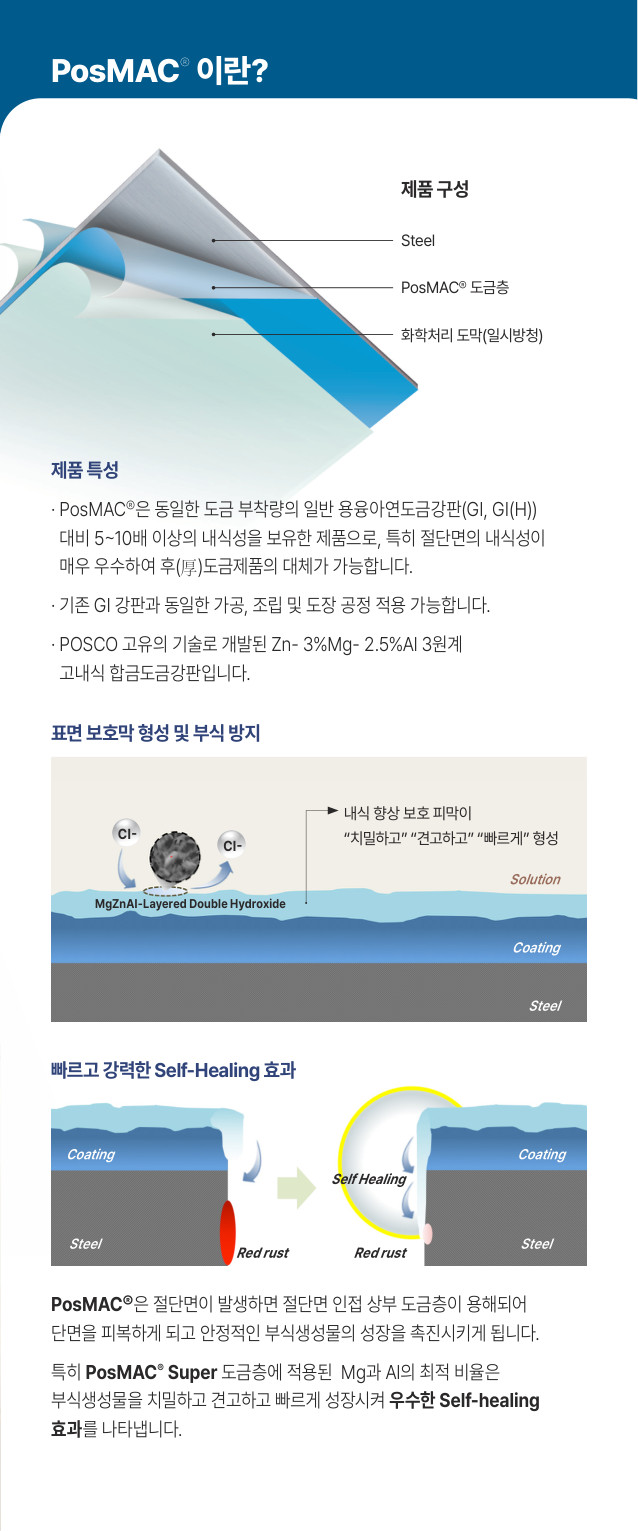 PosMAC® 이란?
제품 구성
Steel
PosMAC® 도금층
화학처리 도막(일시방청)
제품 특성
· PosMAC®은 동일한 도금 부착량의 일반 용융아연도금강판(GI, GI(H))
대비 5~10배 이상의 내식성을 보유한 제품으로, 특히 절단면의 내식성이
매우 우수하여 후(厚)도금제품의 대체가 가능합니다.
· 기존 GI 강판과 동일한 가공, 조립 및 도장 공정 적용 가능합니다.
· POSCO 고유의 기술로 개발된 Zn- 3%Mg- 2.5%Al 3원계
고내식 합금도금강판입니다.
표면 보호막 형성 및 부식 방지
내식 향상 보호 피막이
“치밀하고” “견고하고” “빠르게” 형성
Cl-
Cl-
Solution
MgZnAl-Layered Double Hydroxide
Coating
Steel
빠르고 강력한 Self-Healing 효과
Coating
Steel
Red rust
Self Healing
Red rust
Coating
Steel
PosMAC®은 절단면이 발생하면 절단면 인접 상부 도금층이 용해되어
단면을 피복하게 되고 안정적인 부식생성물의 성장을 촉진시키게 됩니다.
특히 PosMAC® Super 도금층에 적용된 Mg과 Al의 최적 비율은
부식생성물을 치밀하고 견고하고 빠르게 성장시켜 우수한 Self-healing
효과를 나타냅니다.